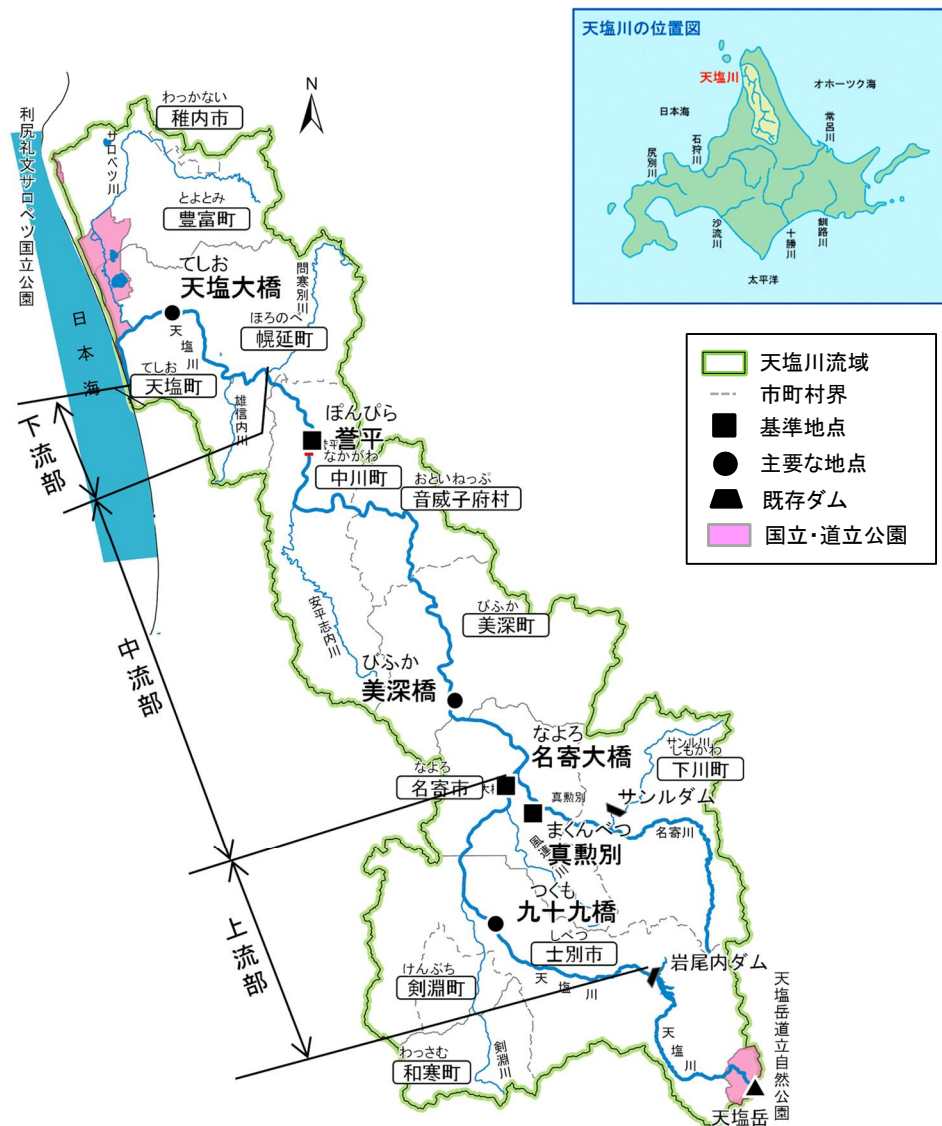 天塩川の位置図
天塩川
オホーツク海
日本海
常呂川
石狩川
尻別川
沙流川
十勝川
釧路川
太平洋
天塩川流域
市町村界
基準地点
主要な地点
既存ダム
国立・道立公園
N
利尻礼文サロベツ国立公園
わっかない
稚内市
サロベツ川
とよとみ
豊富町
てしお
天塩大橋
問寒別川
ほろのべ
幌延町
天塩川
日本海
てしお
天塩町
雄信内川
ぽんぴら
誉平
なかがわ
中川町
おといねっぷ
音威子府村
下流部
安平志内川
びふか
美深町
中流部
びふか
美深橋
なよろ
名寄大橋
サンル川
しもかわ
下川町
なよろ
名寄市
真勲別
サンルダム
名寄川
まくんべつ
真勲別
風連川
上流部
つくも
九十九橋
しべつ
士別市
岩尾内ダム
けんぶち
剣淵町
天塩川
天塩川
天塩岳道立自然公園
わっさむ
和寒町
剣淵川
天塩岳